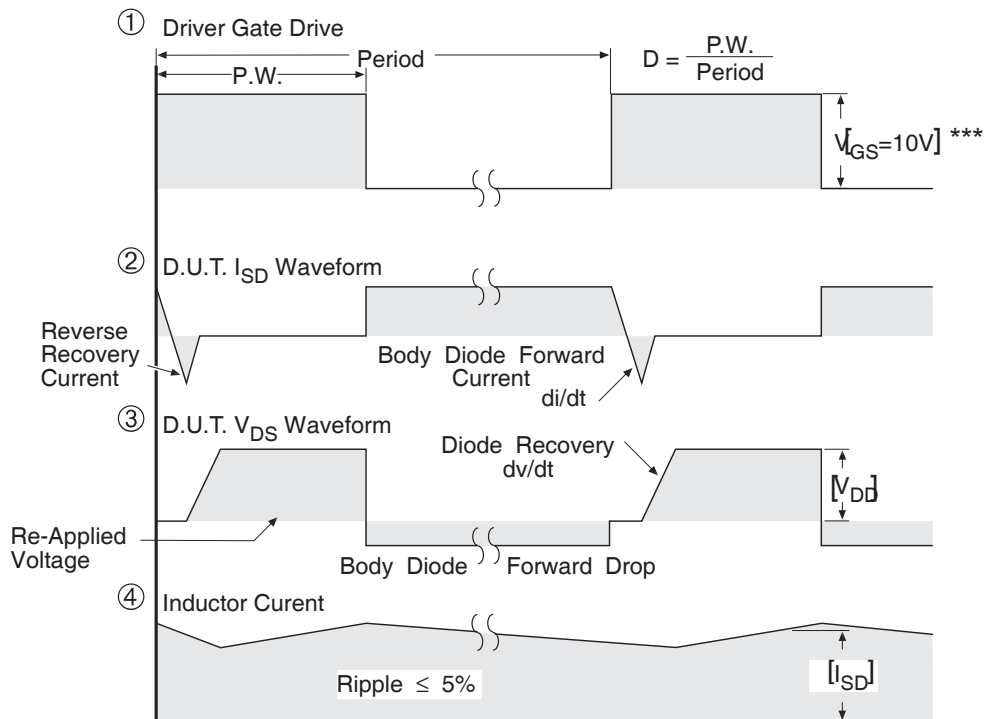 ① Driver Gate Drive
Period
P.W.
D = P.W. / Period
V[GS=10V] ***
② D.U.T. ISD Waveform
Reverse
Recovery
Current
Body Diode Forward
Current
di/dt
③ D.U.T. VDS Waveform
Diode Recovery
dv/dt
[VDD]
Re-Applied
Voltage
Body Diode Forward Drop
④ Inductor Curent
Ripple ≤ 5%
[ISD]